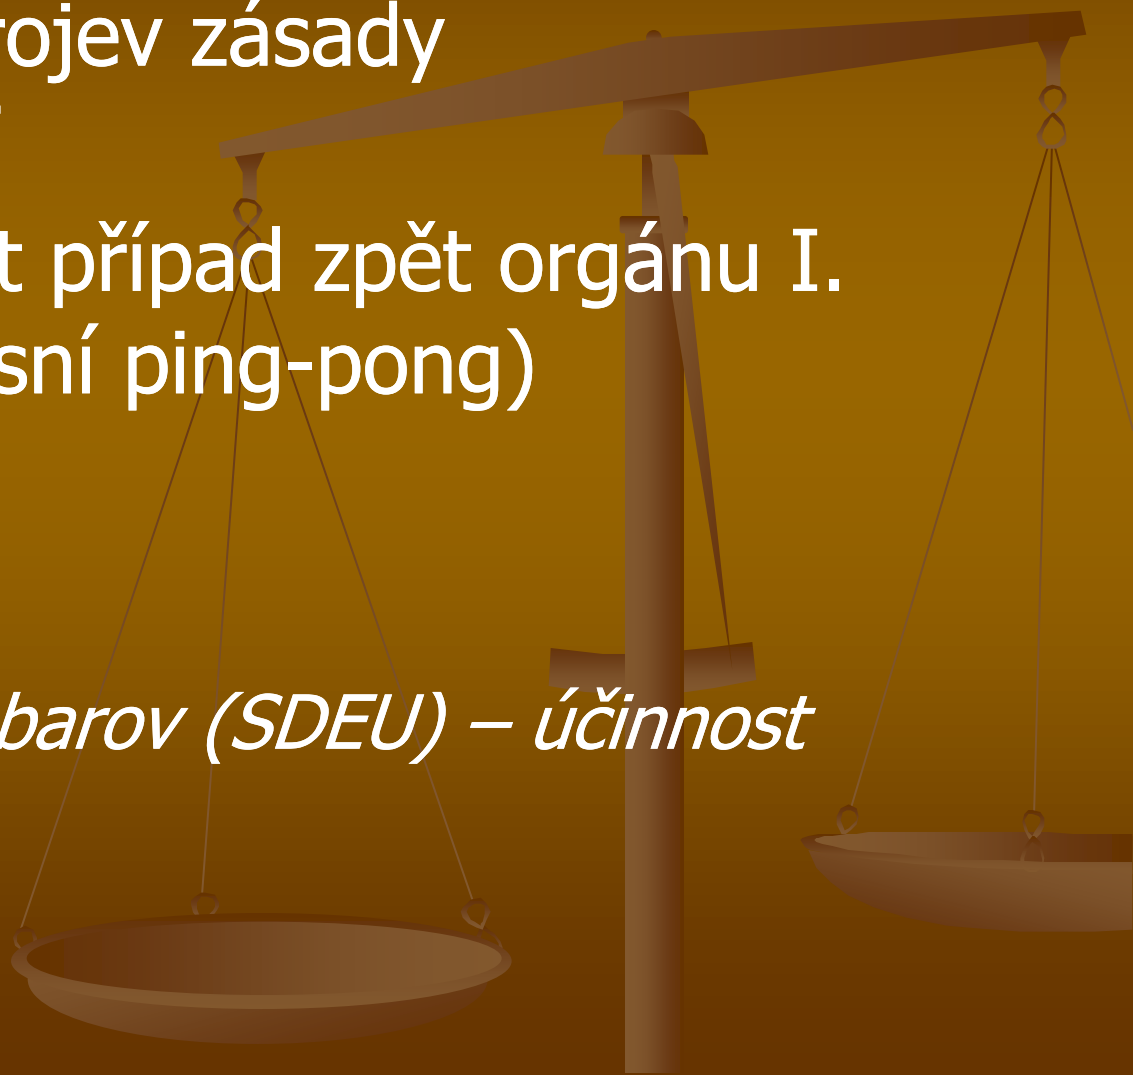 rojev zásady
t případ zpět orgánu I.
sní ping-pong)
barov (SDEU) – účinnost